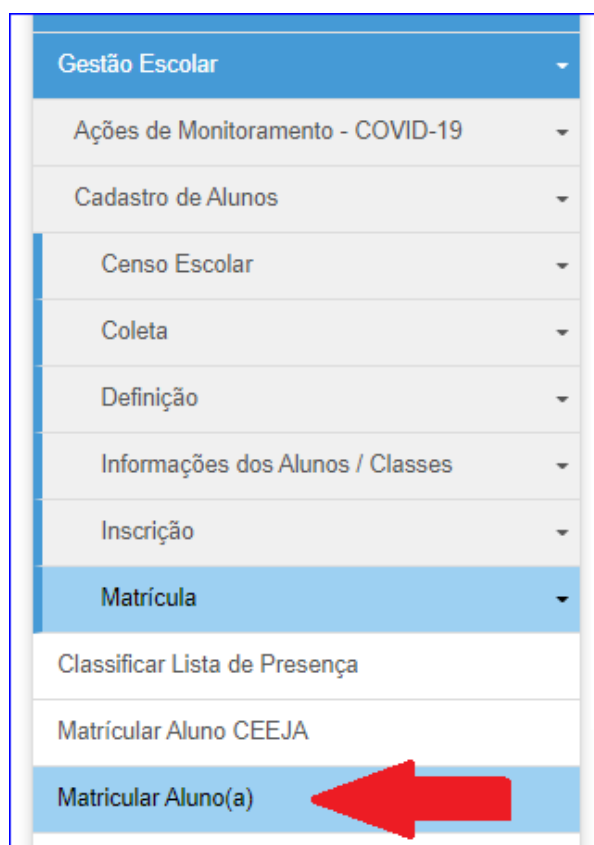 Gestão Escolar
Ações de Monitoramento - COVID-19
Cadastro de Alunos
Censo Escolar
Coleta
Definição
Informações dos Alunos / Classes
Inscrição
Matrícula
Classificar Lista de Presença
Matrícular Aluno CEEJA
Matricular Aluno(a)